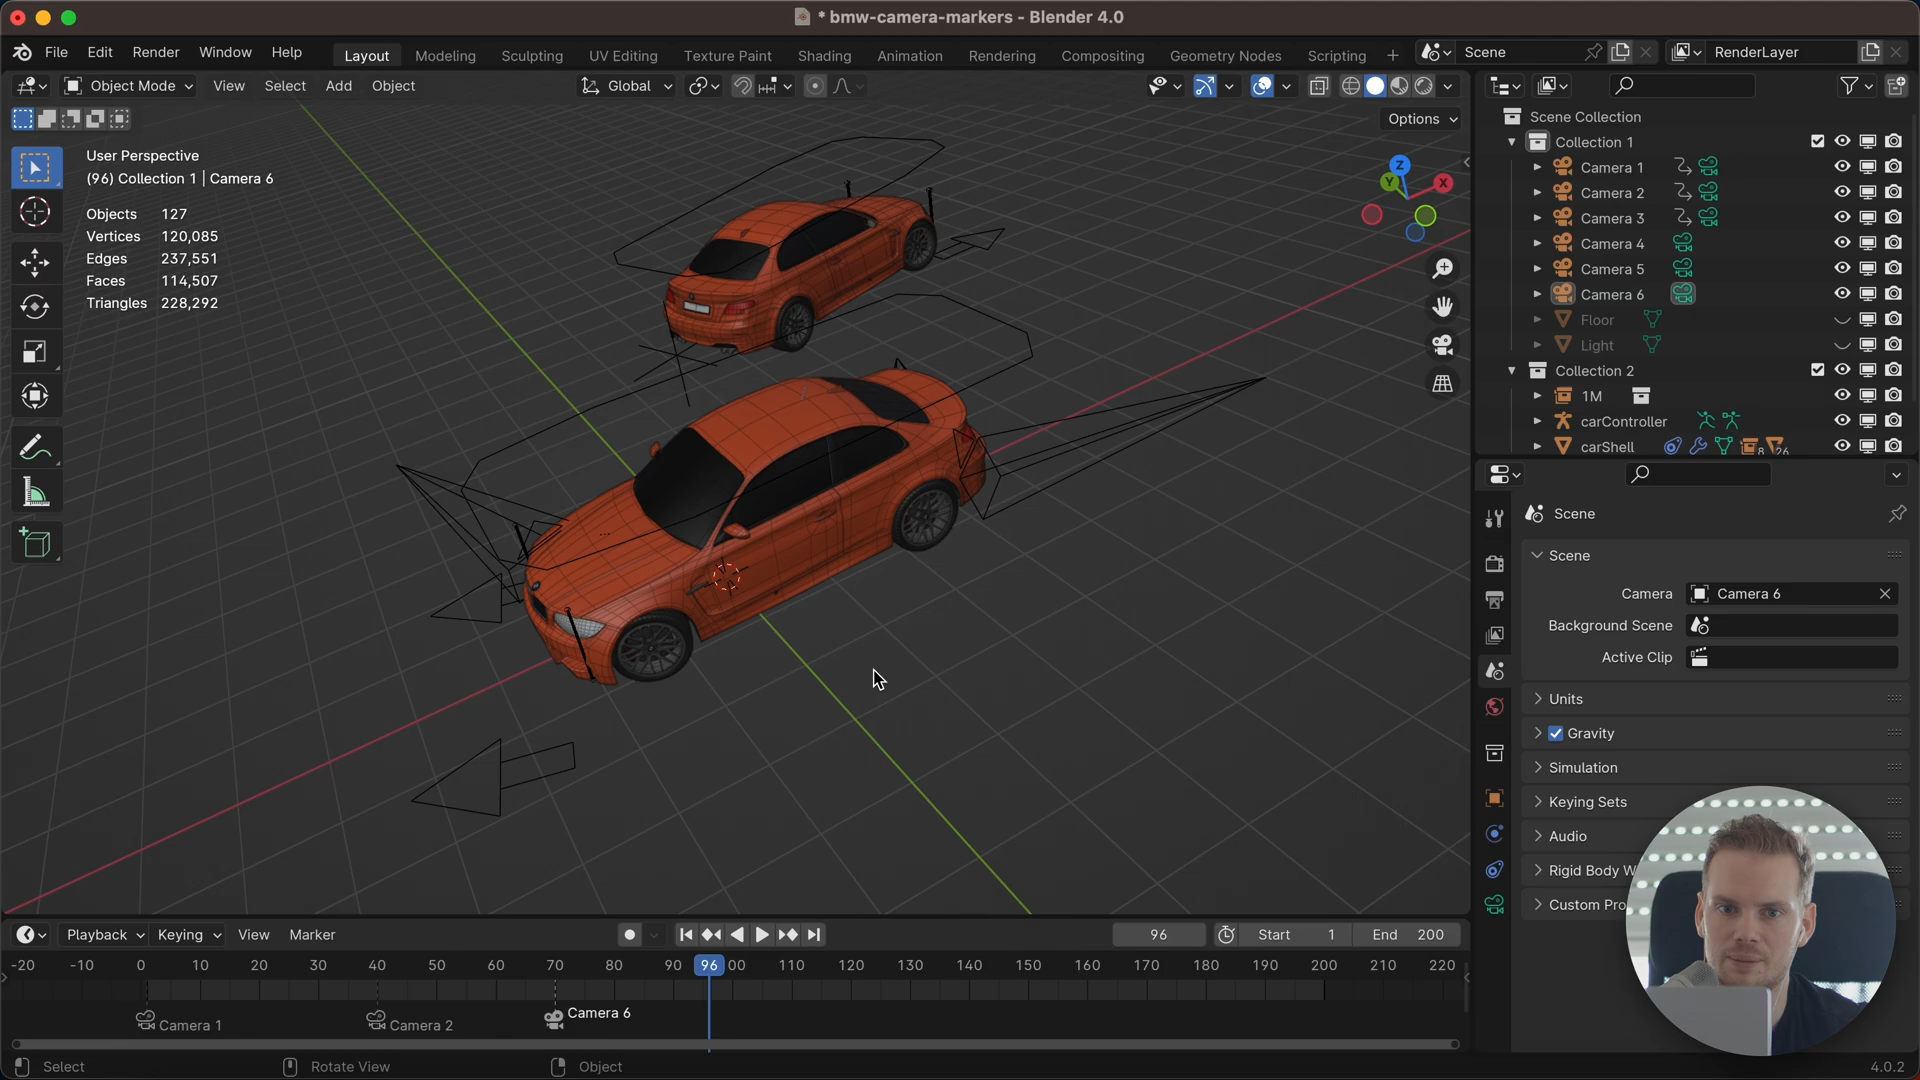 * bmw-camera-markers - Blender 4.0
File Edit Render Window Help
Layout Modeling Sculpting UV Editing Texture Paint Shading Animation Rendering Compositing Geometry Nodes Scripting +
Scene
RenderLayer
Object Mode View Select Add Object
Global
Options
User Perspective
(96) Collection 1 | Camera 6
Objects 127
Vertices 120,085
Edges 237,551
Faces 114,507
Triangles 228,292
Z
Y
X
Scene Collection
Collection 1
Camera 1
Camera 2
Camera 3
Camera 4
Camera 5
Camera 6
Floor
Light
Collection 2
1M
carController
carShell 8 26
Scene
Scene
Camera Camera 6
Background Scene
Active Clip
Units
Gravity
Simulation
Keying Sets
Audio
Rigid Body W
Custom Pro
Playback Keying View Marker
96
Start 1
End 200
-20 -10 0 10 20 30 40 50 60 70 80 90 96 00 110 120 130 140 150 160 170 180 190 200 210 220
Camera 1
Camera 2
Camera 6
Select
Rotate View
Object
4.0.2